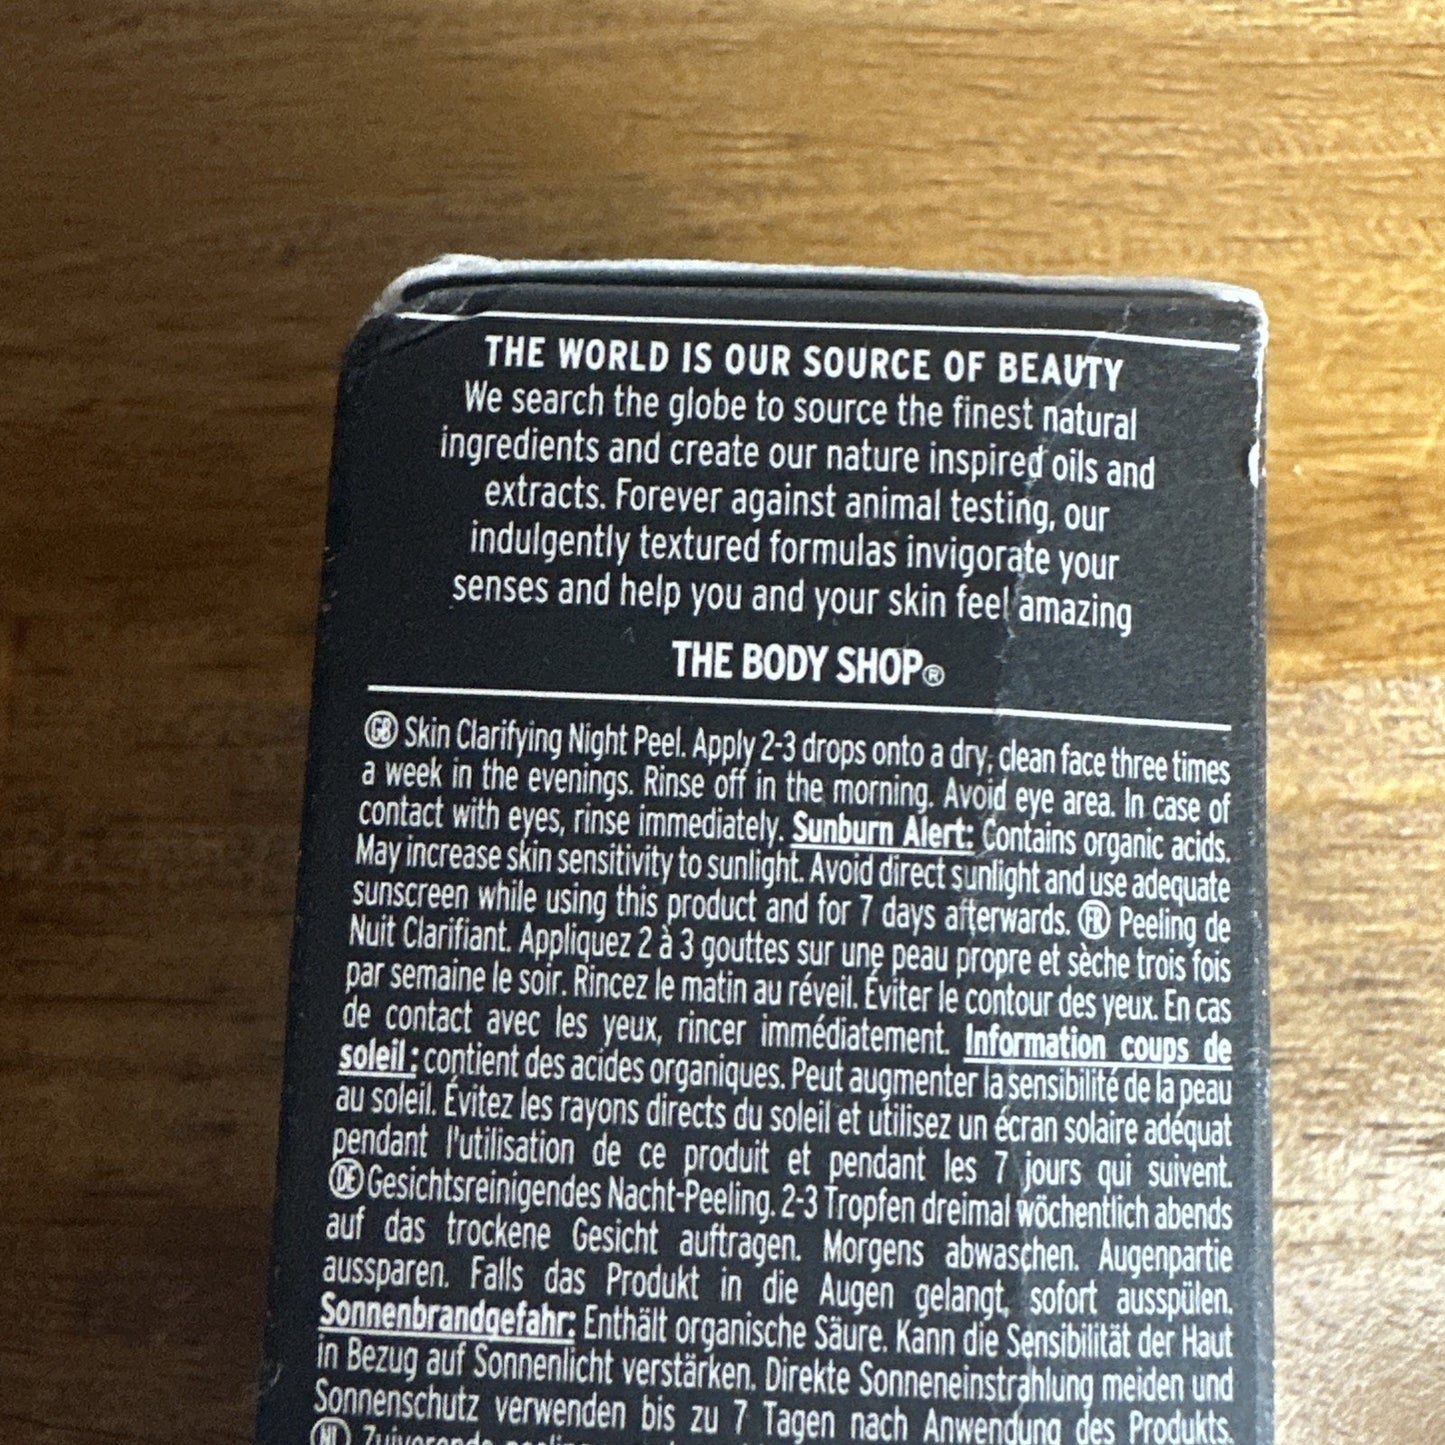 THE WORLD IS OUR SOURCE OF BEAUTY
We search the globe to source the finest natural
ingredients and create our nature inspired oils and
extracts. Forever against animal testing, our
indulgently textured formulas invigorate your
senses and help you and your skin feel amazing
THE BODY SHOP®
GB Skin Clarifying Night Peel. Apply 2-3 drops onto a dry, clean face three times
a week in the evenings. Rinse off in the morning. Avoid eye area. In case of
contact with eyes, rinse immediately. Sunburn Alert: Contains organic acids.
May increase skin sensitivity to sunlight. Avoid direct sunlight and use adequate
sunscreen while using this product and for 7 days afterwards. FR Peeling de
Nuit Clarifiant. Appliquez 2 à 3 gouttes sur une peau propre et sèche trois fois
par semaine le soir. Rincez le matin au réveil. Éviter le contour des yeux. En cas
de contact avec les yeux, rincer immédiatement. Information coups de
soleil : contient des acides organiques. Peut augmenter la sensibilité de la peau
au soleil. Évitez les rayons directs du soleil et utilisez un écran solaire adéquat
pendant l'utilisation de ce produit et pendant les 7 jours qui suivent.
DE Gesichtsreinigendes Nacht-Peeling. 2-3 Tropfen dreimal wöchentlich abends
auf das trockene Gesicht auftragen. Morgens abwaschen. Augenpartie
aussparen. Falls das Produkt in die Augen gelangt, sofort ausspülen.
Sonnenbrandgefahr: Enthält organische Säure. Kann die Sensibilität der Haut
in Bezug auf Sonnenlicht verstärken. Direkte Sonneneinstrahlung meiden und
Sonnenschutz verwenden bis zu 7 Tagen nach Anwendung des Produkts.
NL Zuiverende